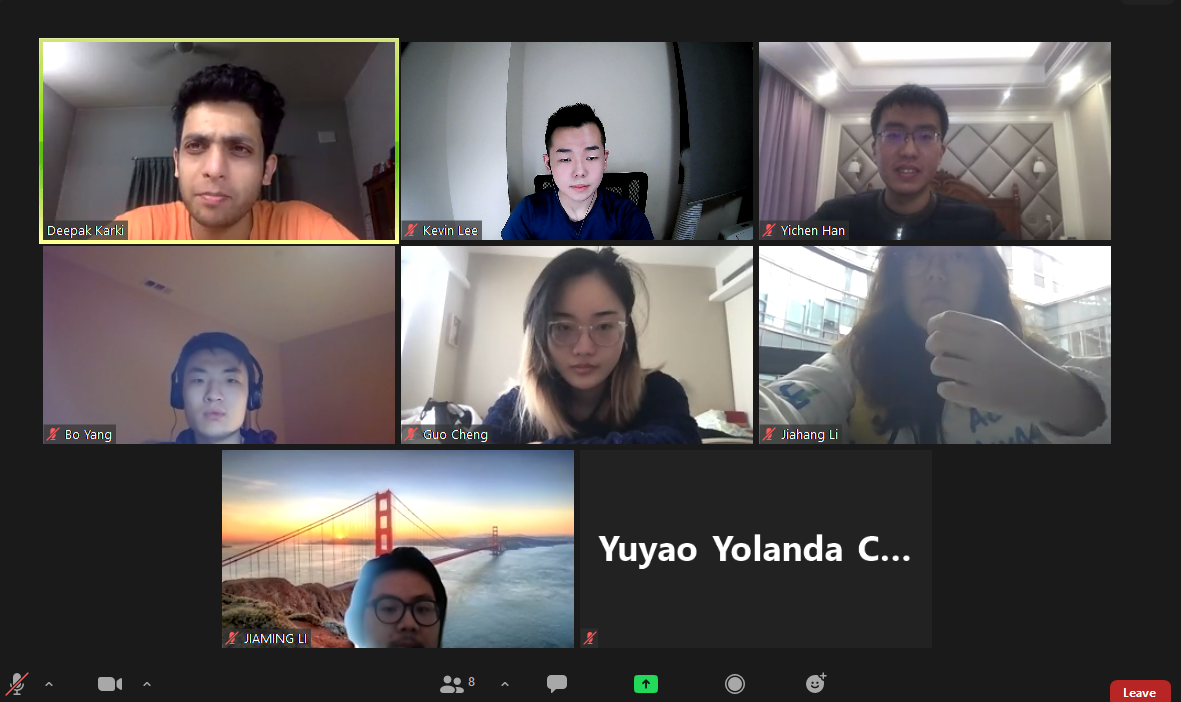 Deepak Karki
Kevin Lee
Yichen Han
Bo Yang
Guo Cheng
Jiahang Li
JIAMING LI
Yuyao Yolanda C...
8
Leave